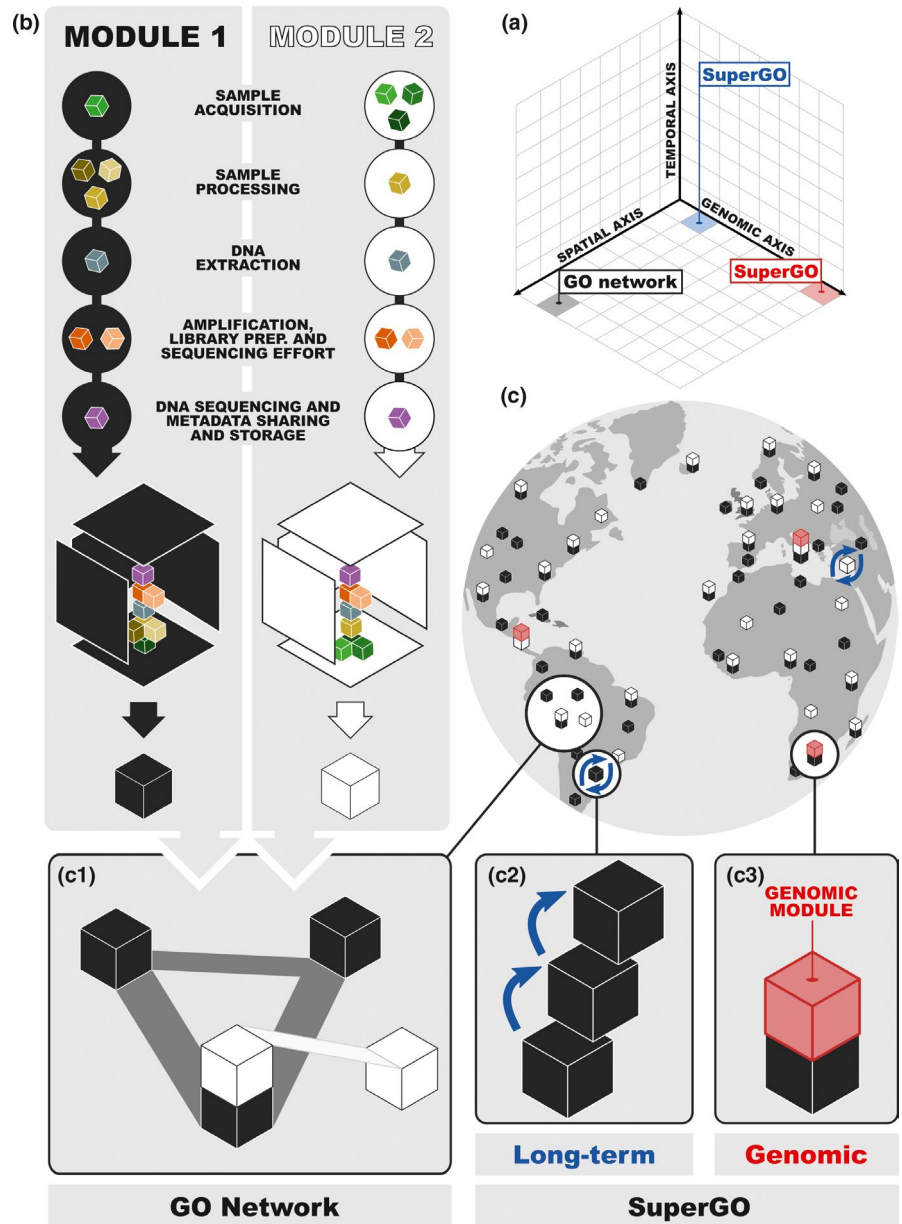 (b)
MODULE 1
MODULE 2
SAMPLE
ACQUISITION
SAMPLE
PROCESSING
DNA
EXTRACTION
AMPLIFICATION,
LIBRARY PREP. AND
SEQUENCING EFFORT
DNA SEQUENCING AND
METADATA SHARING
AND STORAGE
(a)
TEMPORAL AXIS
SuperGO
SPATIAL AXIS
GENOMIC AXIS
GO network
SuperGO
(c)
(c1)
(c2)
(c3)
GENOMIC
MODULE
Long-term
Genomic
GO Network
SuperGO